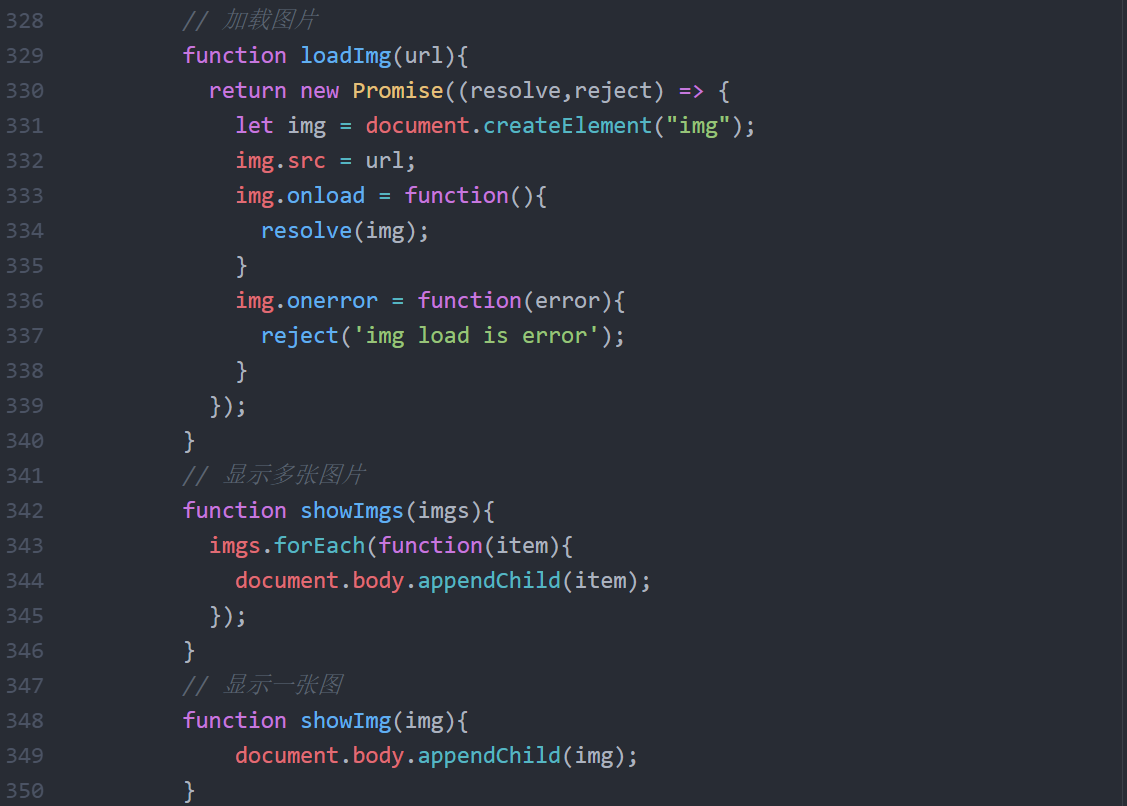 328 // 加载图片
329 function loadImg(url){
330 return new Promise((resolve,reject) => {
331 let img = document.createElement("img");
332 img.src = url;
333 img.onload = function(){
334 resolve(img);
335 }
336 img.onerror = function(error){
337 reject('img load is error');
338 }
339 });
340 }
341 // 显示多张图片
342 function showImgs(imgs){
343 imgs.forEach(function(item){
344 document.body.appendChild(item);
345 });
346 }
347 // 显示一张图
348 function showImg(img){
349 document.body.appendChild(img);
350 }